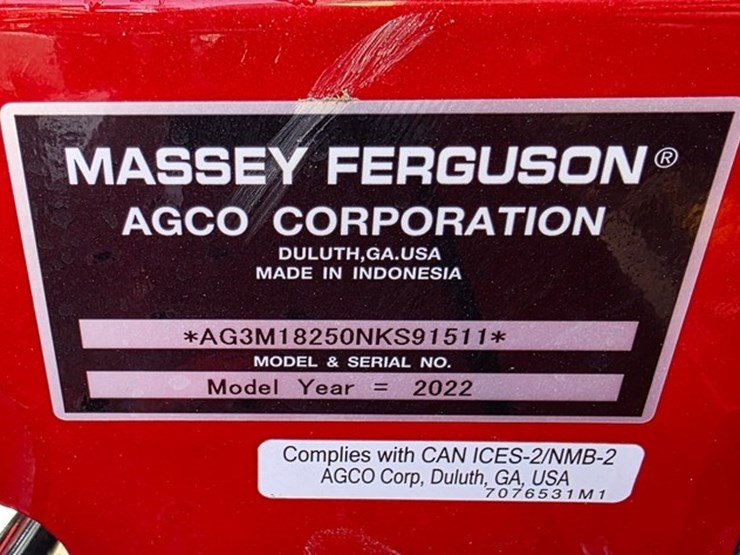 MASSEY FERGUSON®
AGCO CORPORATION
DULUTH,GA.USA
MADE IN INDONESIA
*AG3M18250NKS91511*
MODEL & SERIAL NO.
Model Year = 2022
Complies with CAN ICES-2/NMB-2
AGCO Corp, Duluth, GA, USA
7076531M1